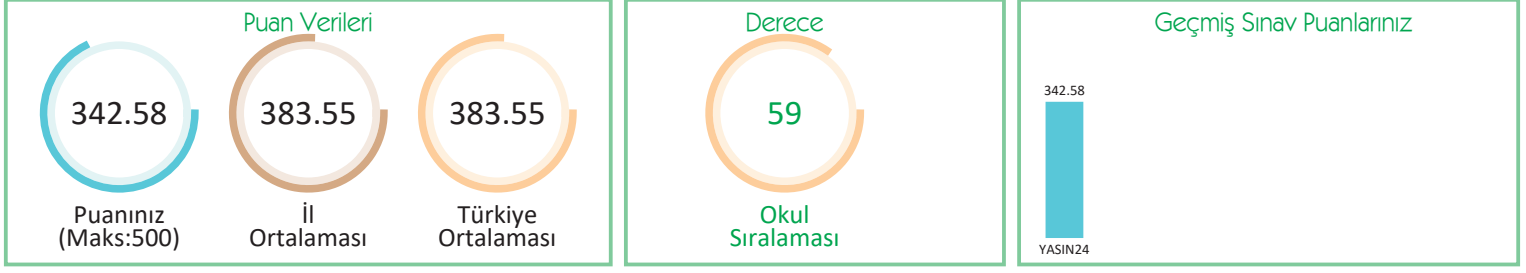 Puan Verileri
342.58
383.55
383.55
Puanınız
(Maks:500)
İl
Ortalaması
Türkiye
Ortalaması
Derece
59
Okul
Sıralaması
Geçmiş Sınav Puanlarınız
342.58
YASIN24